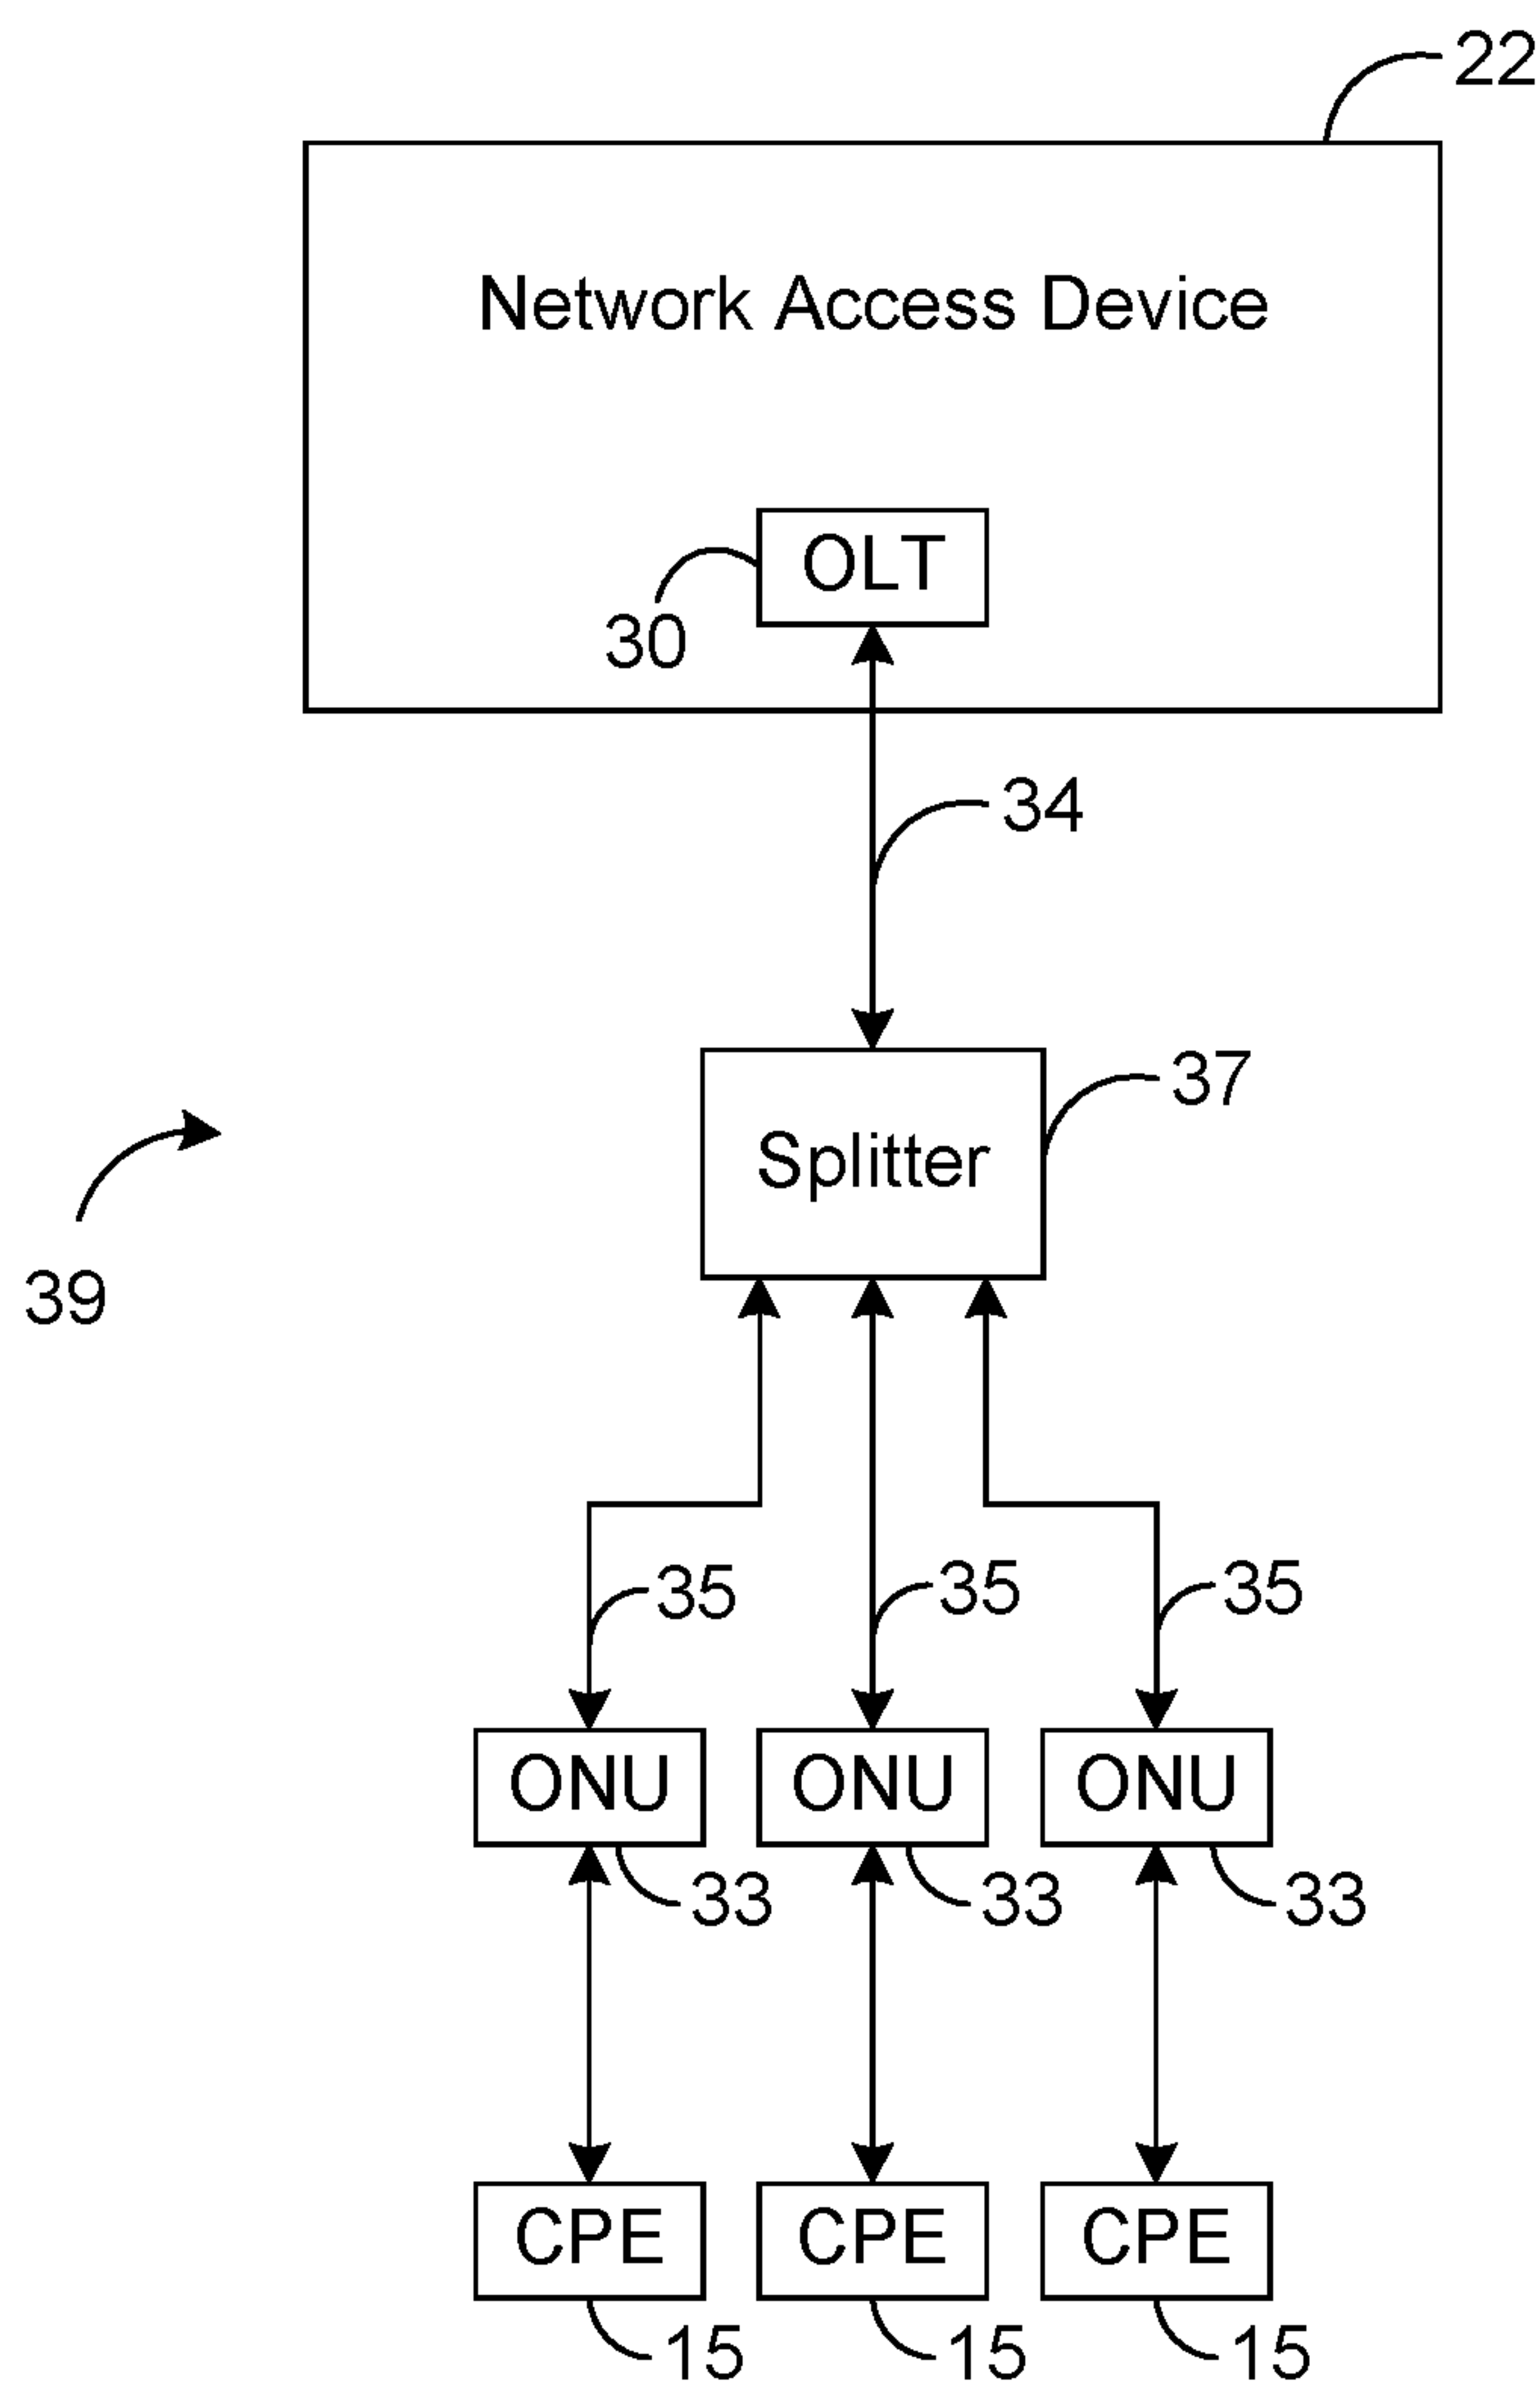 22
Network Access Device
OLT
30
34
37
Splitter
39
35 35 35
ONU ONU ONU
33 33 33
CPE CPE CPE
15 15 15